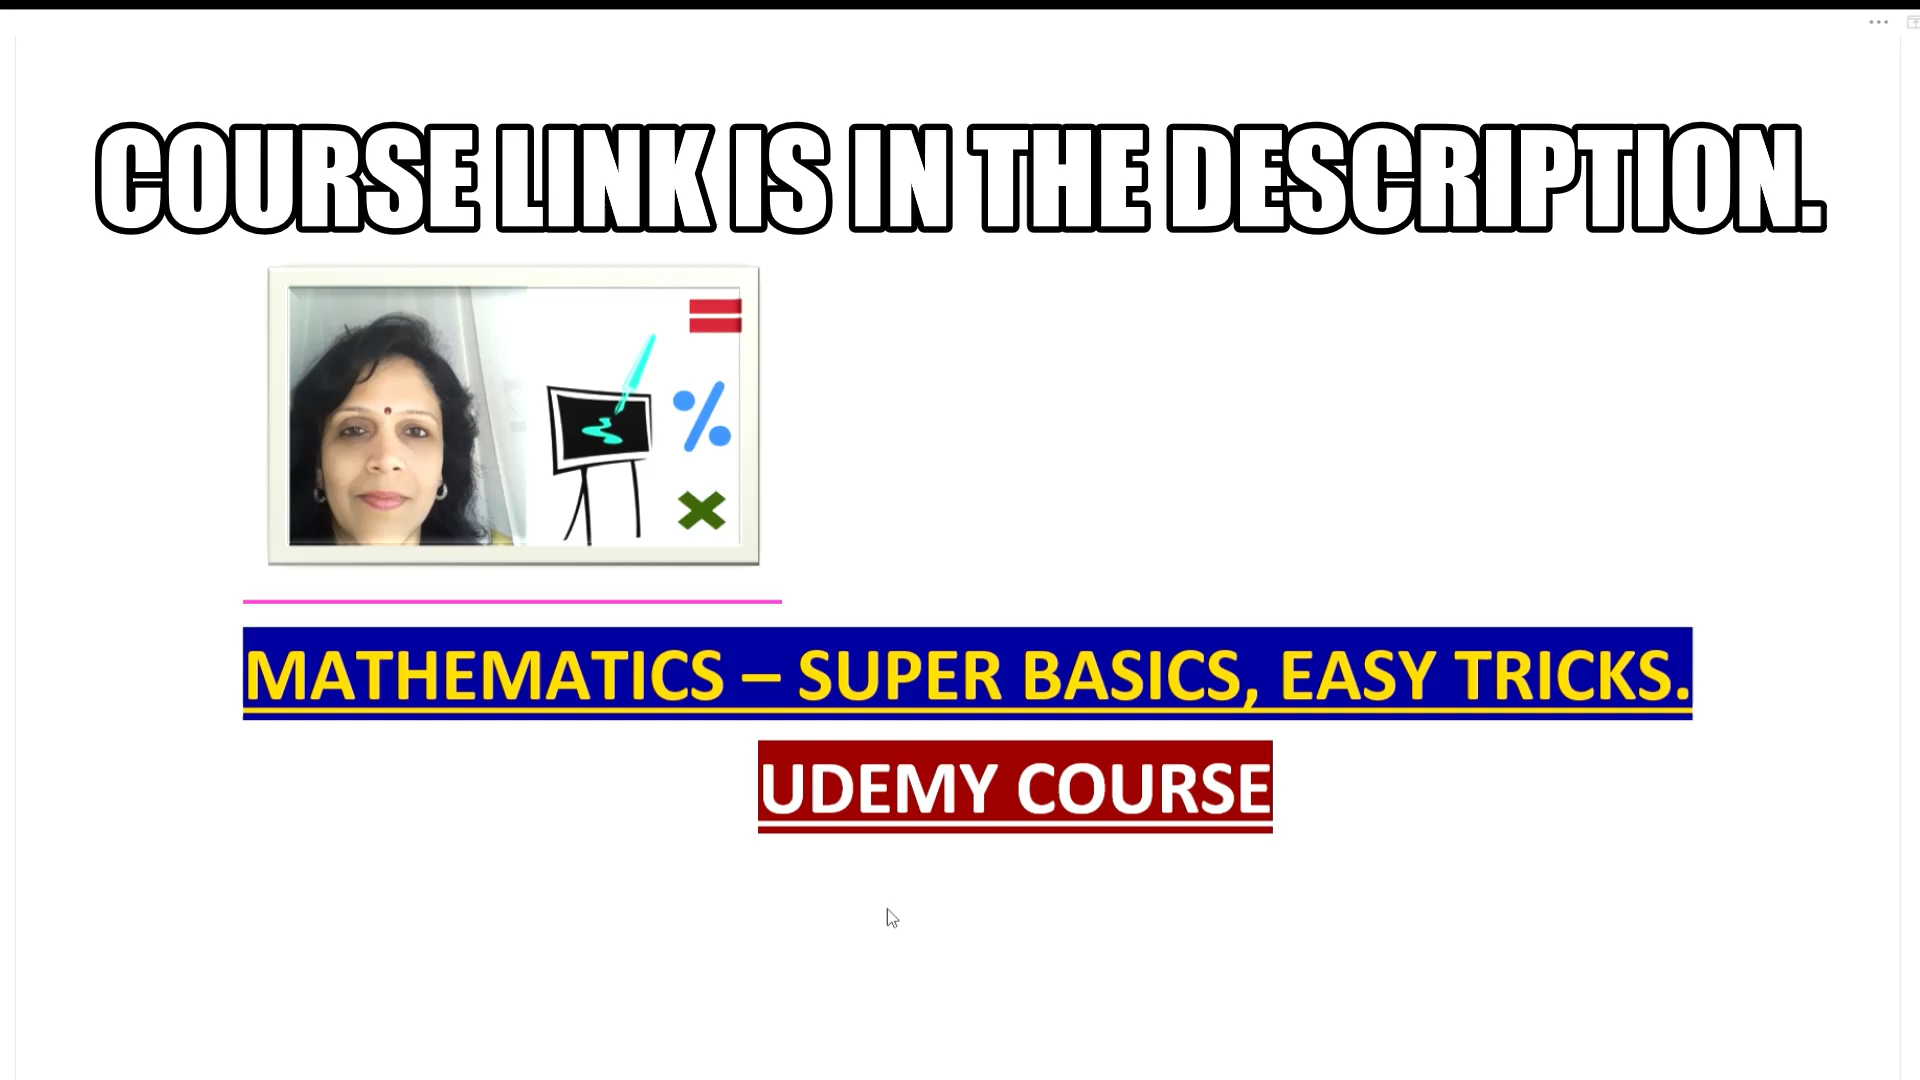 COURSE LINK IS IN THE DESCRIPTION.
MATHEMATICS – SUPER BASICS, EASY TRICKS.
UDEMY COURSE